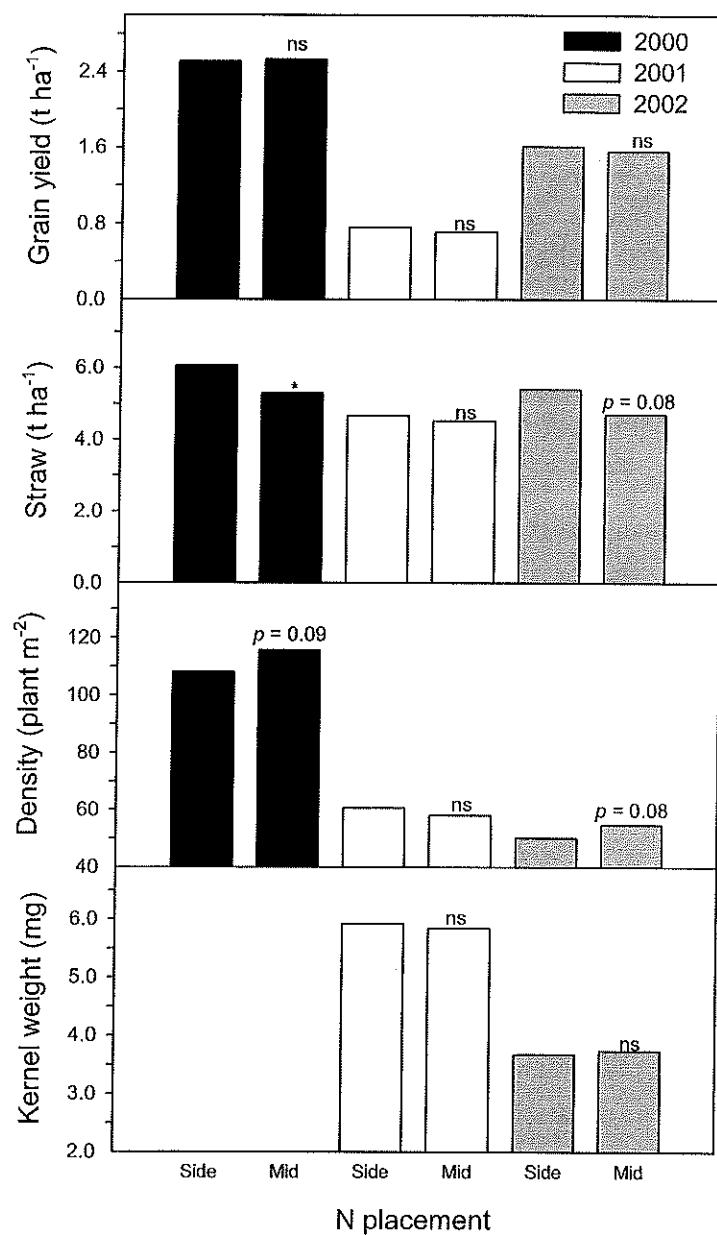 2000
2001
2002
Grain yield (t ha⁻¹)
2.4
1.6
0.8
0.0
ns
ns
ns
Straw (t ha⁻¹)
6.0
4.0
2.0
0.0
*
ns
p = 0.08
Density (plant m⁻²)
120
100
80
60
40
p = 0.09
ns
p = 0.08
Kernel weight (mg)
6.0
5.0
4.0
3.0
2.0
ns
ns
Side Mid Side Mid Side Mid
N placement